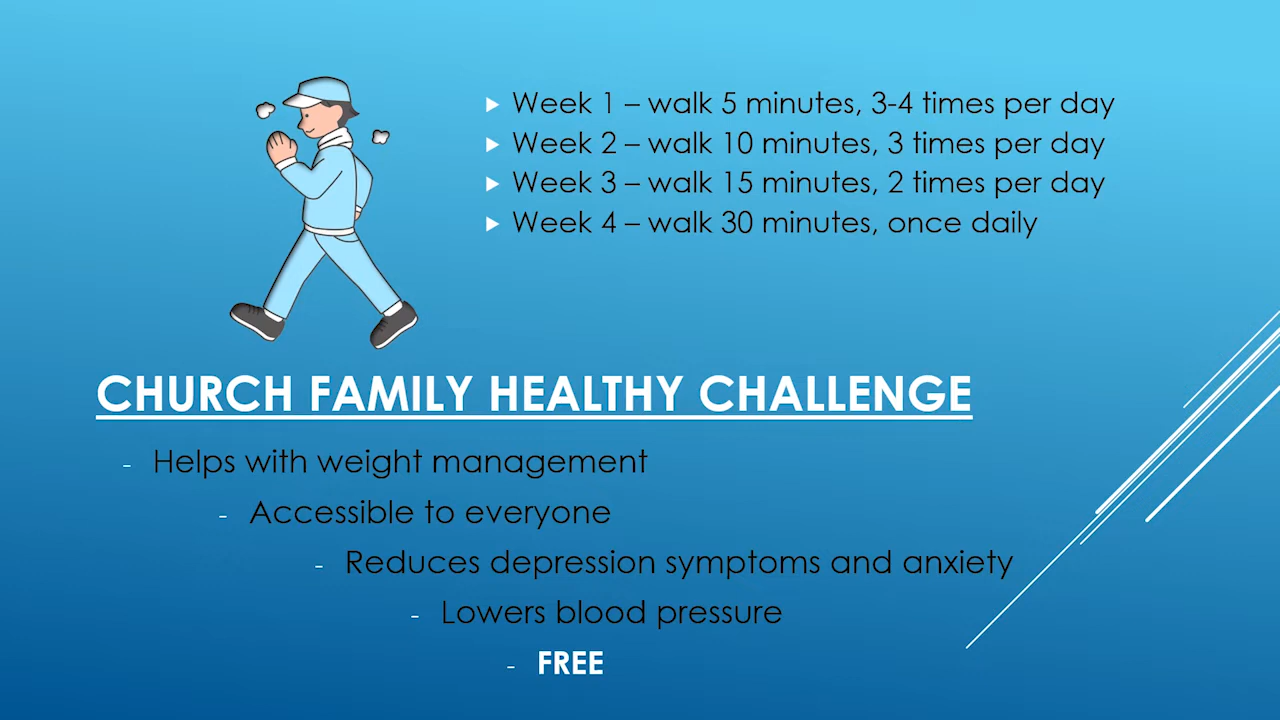 Week 1 – walk 5 minutes, 3-4 times per day
Week 2 – walk 10 minutes, 3 times per day
Week 3 – walk 15 minutes, 2 times per day
Week 4 – walk 30 minutes, once daily
CHURCH FAMILY HEALTHY CHALLENGE
- Helps with weight management
- Accessible to everyone
- Reduces depression symptoms and anxiety
- Lowers blood pressure
- FREE